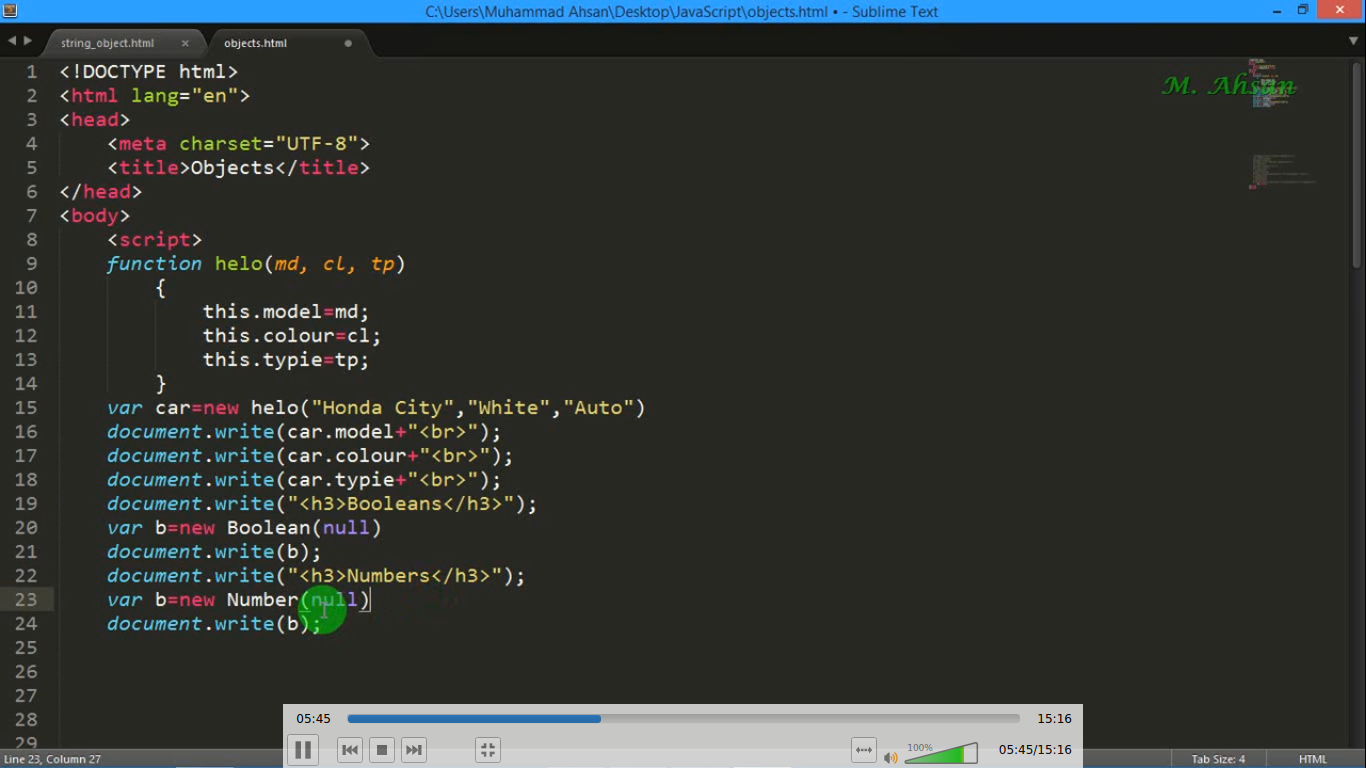 C:\Users\Muhammad Ahsan\Desktop\JavaScript\objects.html • - Sublime Text
string_object.html × objects.html
M. Ahsan
1 <!DOCTYPE html>
2 <html lang="en">
3 <head>
4 <meta charset="UTF-8">
5 <title>Objects</title>
6 </head>
7 <body>
8 <script>
9 function helo(md, cl, tp)
10 {
11 this.model=md;
12 this.colour=cl;
13 this.typie=tp;
14 }
15 var car=new helo("Honda City","White","Auto")
16 document.write(car.model+"<br>");
17 document.write(car.colour+"<br>");
18 document.write(car.typie+"<br>");
19 document.write("<h3>Booleans</h3>");
20 var b=new Boolean(null)
21 document.write(b);
22 document.write("<h3>Numbers</h3>");
23 var b=new Number(null)
24 document.write(b);
25
26
27
28
29
05:45 15:16
100% 05:45/15:16
Line 23, Column 27 Tab Size: 4 HTML